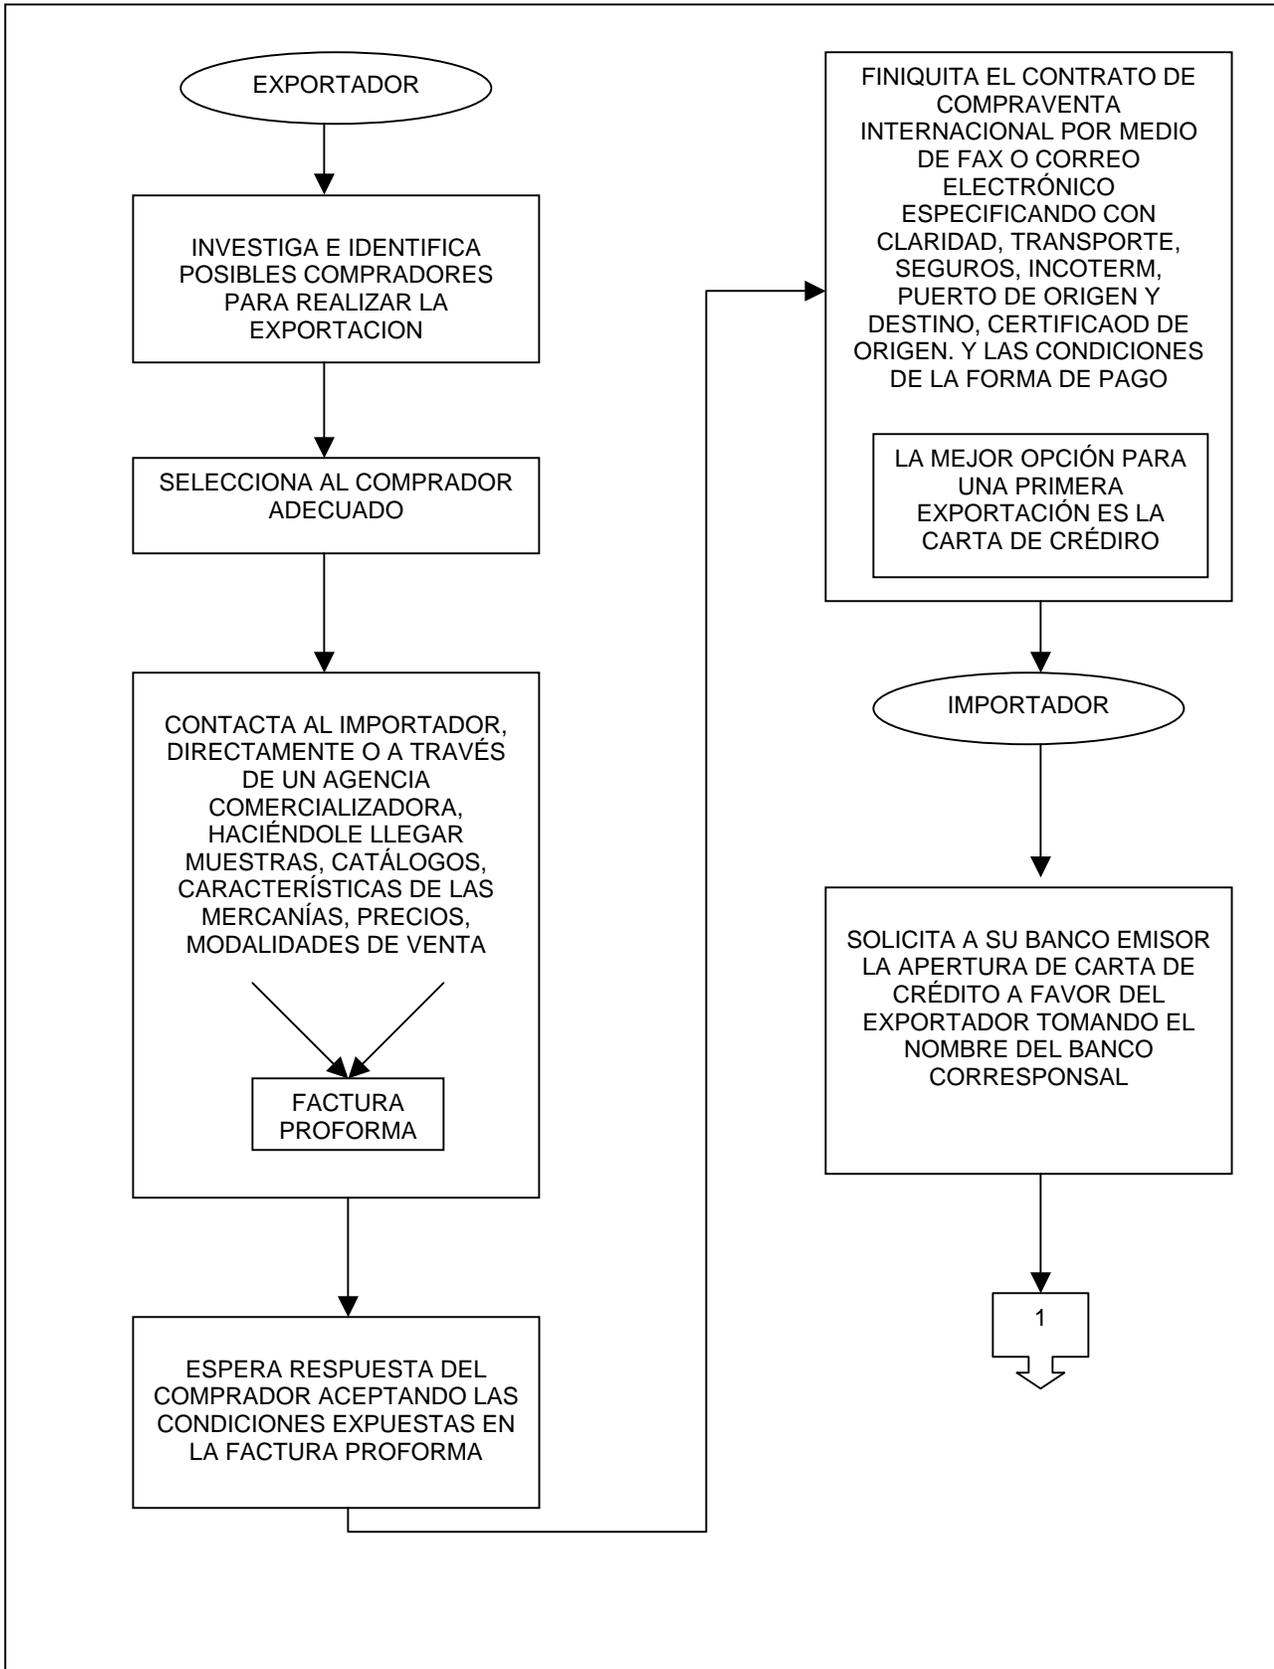 EXPORTADOR
INVESTIGA E IDENTIFICA
POSIBLES COMPRADORES
PARA REALIZAR LA
EXPORTACION
SELECCIONA AL COMPRADOR
ADECUADO
CONTACTA AL IMPORTADOR,
DIRECTAMENTE O A TRAVÉS
DE UN AGENCIA
COMERCIALIZADORA,
HACIÉNDOLE LLEGAR
MUESTRAS, CATÁLOGOS,
CARACTERÍSTICAS DE LAS
MERCANÍAS, PRECIOS,
MODALIDADES DE VENTA
FACTURA
PROFORMA
ESPERA RESPUESTA DEL
COMPRADOR ACEPTANDO LAS
CONDICIONES EXPUESTAS EN
LA FACTURA PROFORMA
FINIQUITA EL CONTRATO DE
COMPRAVENTA
INTERNACIONAL POR MEDIO
DE FAX O CORREO
ELECTRÓNICO
ESPECIFICANDO CON
CLARIDAD, TRANSPORTE,
SEGUROS, INCOTERM,
PUERTO DE ORIGEN Y
DESTINO, CERTIFICAOD DE
ORIGEN. Y LAS CONDICIONES
DE LA FORMA DE PAGO
LA MEJOR OPCIÓN PARA
UNA PRIMERA
EXPORTACIÓN ES LA
CARTA DE CRÉDIRO
IMPORTADOR
SOLICITA A SU BANCO EMISOR
LA APERTURA DE CARTA DE
CRÉDITO A FAVOR DEL
EXPORTADOR TOMANDO EL
NOMBRE DEL BANCO
CORRESPONSAL
1